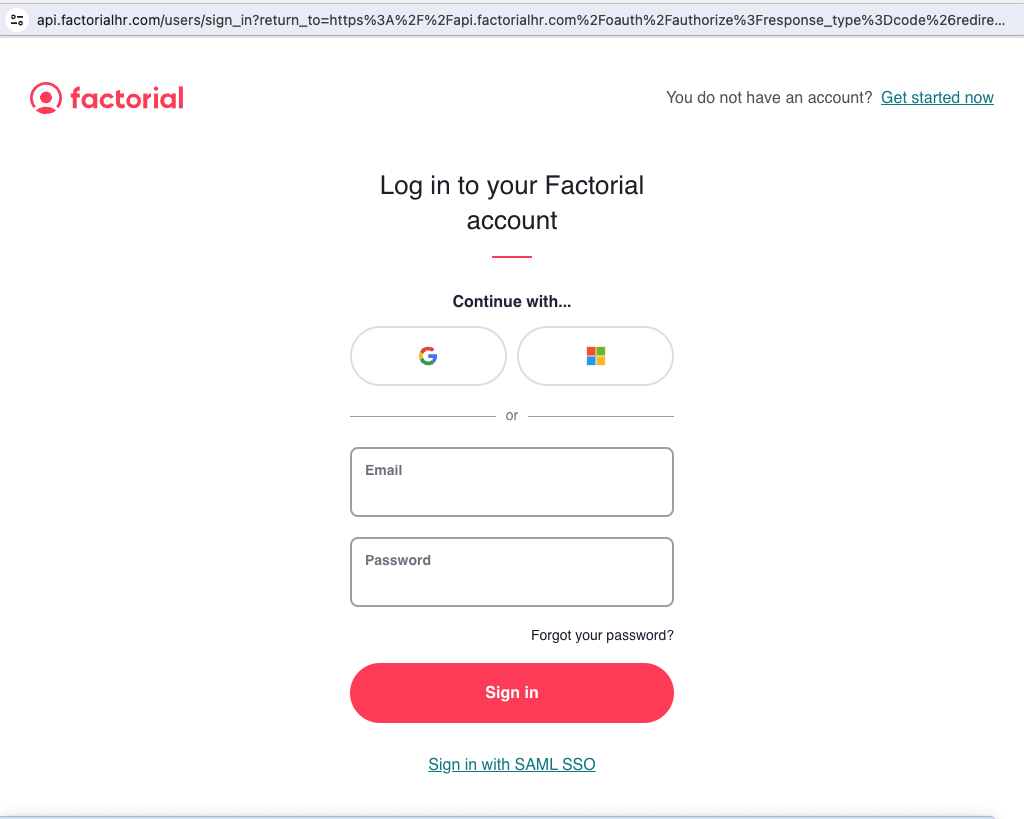 api.factorialhr.com/users/sign_in?return_to=https%3A%2F%2Fapi.factorialhr.com%2Foauth%2Fauthorize%3Fresponse_type%3Dcode%26redire...
factorial
You do not have an account? Get started now
Log in to your Factorial
account
Continue with...
or
Email
Password
Forgot your password?
Sign in
Sign in with SAML SSO